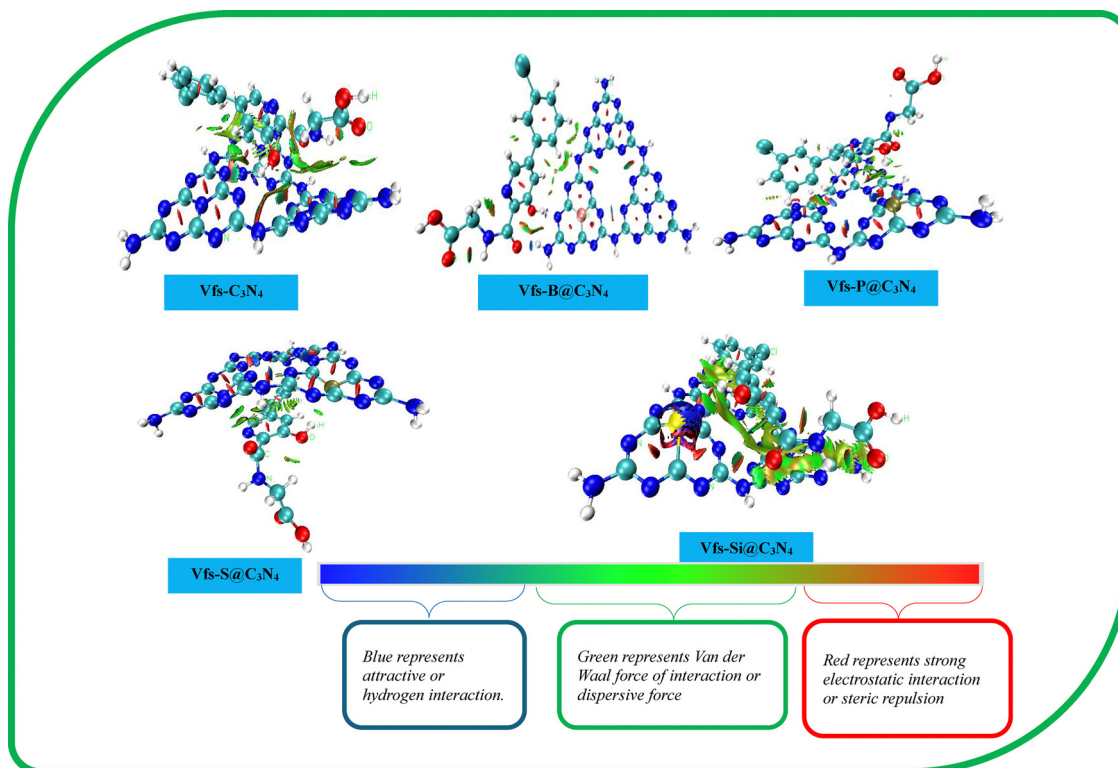 Vfs-C₃N₄
Vfs-B@C₃N₄
Vfs-P@C₃N₄
Vfs-S@C₃N₄
Vfs-Si@C₃N₄
Blue represents
attractive or
hydrogen interaction.
Green represents Van der
Waal force of interaction or
dispersive force
Red represents strong
electrostatic interaction
or steric repulsion